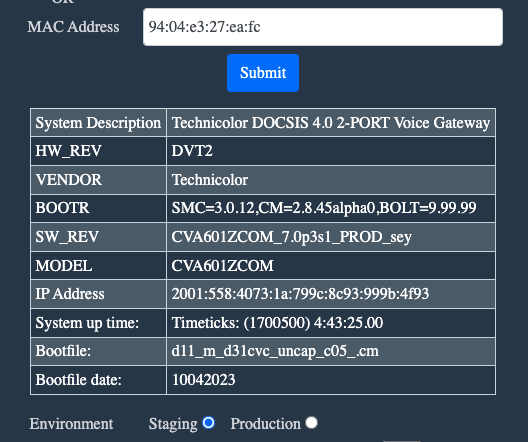 OR
MAC Address 94:04:e3:27:ea:fc
Submit
System Description Technicolor DOCSIS 4.0 2-PORT Voice Gateway
HW_REV DVT2
VENDOR Technicolor
BOOTR SMC=3.0.12,CM=2.8.45alpha0,BOLT=9.99.99
SW_REV CVA601ZCOM_7.0p3s1_PROD_sey
MODEL CVA601ZCOM
IP Address 2001:558:4073:1a:799c:8c93:999b:4f93
System up time: Timeticks: (1700500) 4:43:25.00
Bootfile: d11_m_d31cvc_uncap_c05_.cm
Bootfile date: 10042023
Environment Staging Production